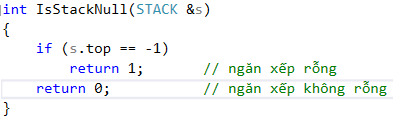 int IsStackNull(STACK &s)
{
    if (s.top == -1)
        return 1;       // ngăn xếp rỗng
    return 0;           // ngăn xếp không rỗng
}